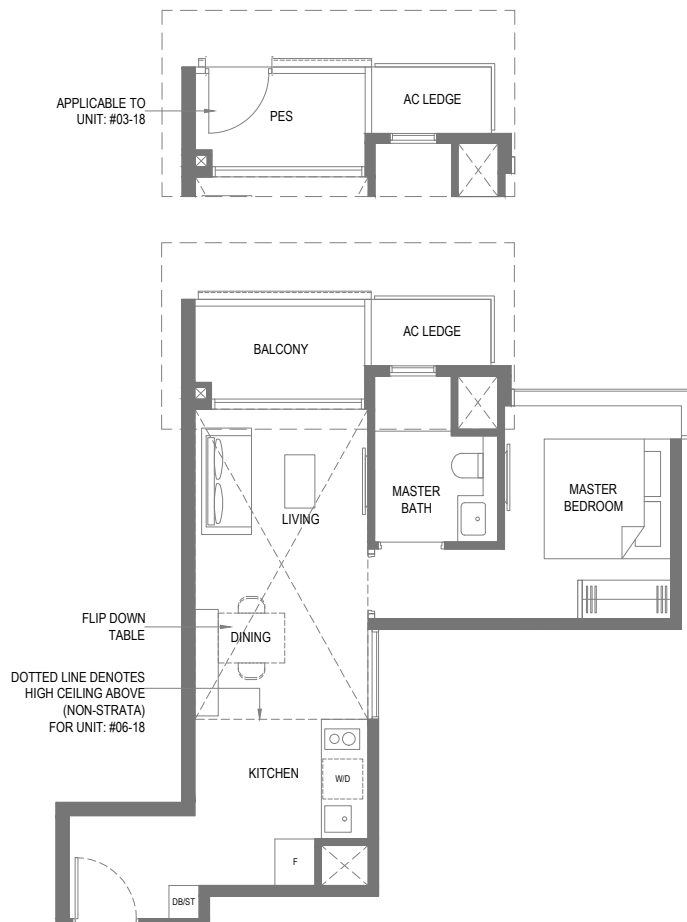 APPLICABLE TO
UNIT: #03-18
PES
AC LEDGE
BALCONY
AC LEDGE
LIVING
MASTER
BATH
MASTER
BEDROOM
FLIP DOWN
TABLE
DINING
DOTTED LINE DENOTES
HIGH CEILING ABOVE
(NON-STRATA)
FOR UNIT: #06-18
KITCHEN
W/D
F
DB/ST